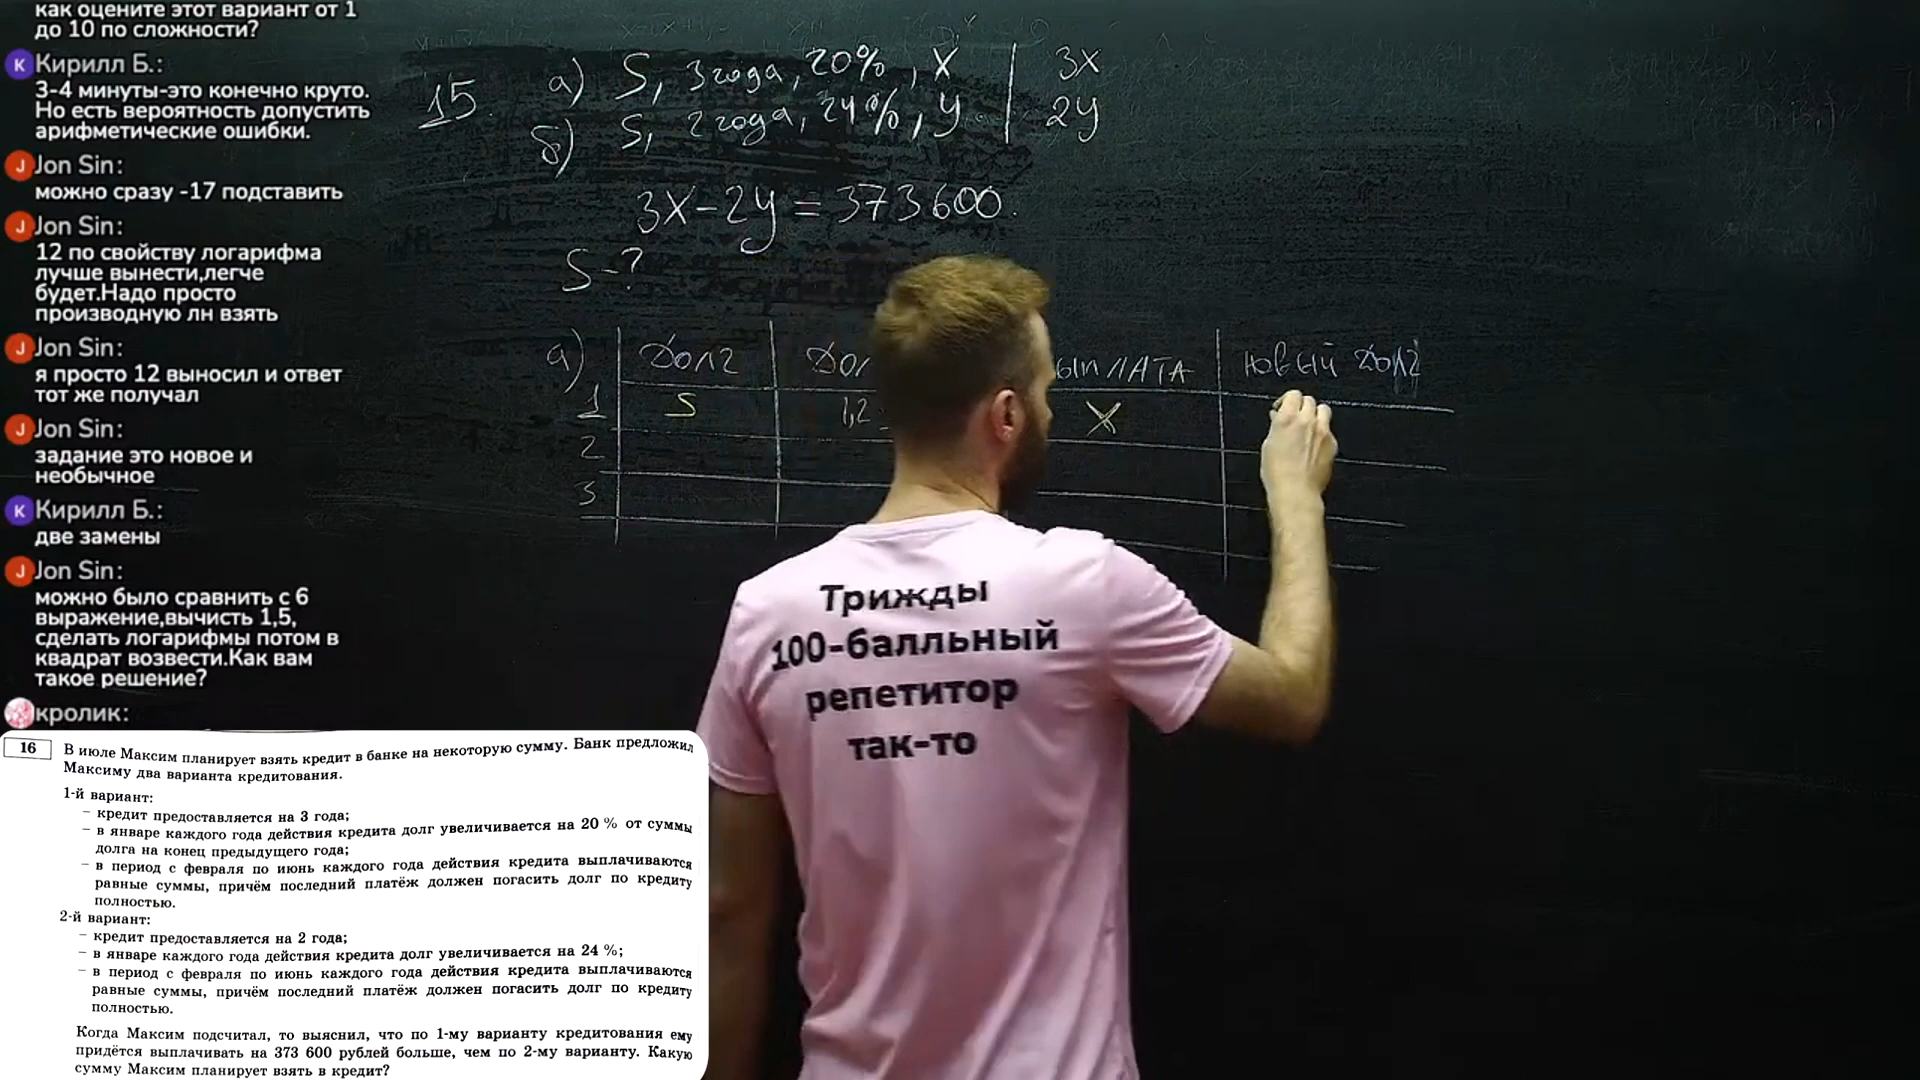 как оцените этот вариант от 1
до 10 по сложности?
К Кирилл Б.:
3-4 минуты-это конечно круто.
Но есть вероятность допустить
арифметические ошибки.
J Jon Sin:
можно сразу -17 подставить
J Jon Sin:
12 по свойству логарифма
лучше вынести,легче
будет.Надо просто
производную лн взять
J Jon Sin:
я просто 12 выносил и ответ
тот же получал
J Jon Sin:
задание это новое и
необычное
К Кирилл Б.:
две замены
J Jon Sin:
можно было сравнить с 6
выражение,вычисть 1,5,
сделать логарифмы потом в
квадрат возвести.Как вам
такое решение?
кролик:
15. а) S, 3 года, 20%, X | 3X
б) S, 2 года, 24%, y | 2y
3X-2y=373600.
S-?
а) Долг
новый долг
1 S 1,2 X
2
3
Трижды
100-балльный
репетитор
так-то
16 В июле Максим планирует взять кредит в банке на некоторую сумму. Банк предложил
Максиму два варианта кредитования.
1-й вариант:
– кредит предоставляется на 3 года;
– в январе каждого года действия кредита долг увеличивается на 20 % от суммы
долга на конец предыдущего года;
– в период с февраля по июнь каждого года действия кредита выплачиваются
равные суммы, причём последний платёж должен погасить долг по кредиту
полностью.
2-й вариант:
– кредит предоставляется на 2 года;
– в январе каждого года действия кредита долг увеличивается на 24 %;
– в период с февраля по июнь каждого года действия кредита выплачиваются
равные суммы, причём последний платёж должен погасить долг по кредиту
полностью.
Когда Максим подсчитал, то выяснил, что по 1-му варианту кредитования ему
придётся выплачивать на 373 600 рублей больше, чем по 2-му варианту. Какую
сумму Максим планирует взять в кредит?